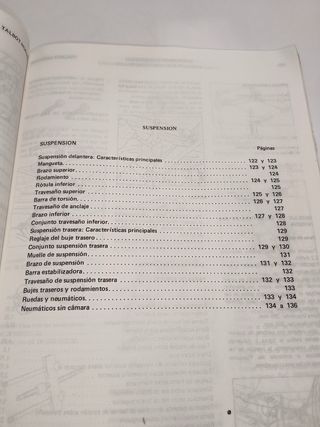 TALBOT
SUSPENSION
SUSPENSION
Páginas
Suspensión delantera: Características principales 122 y 123
Mangueta 123 y 124
Brazo superior 124
Rodamiento 124 y 125
Rótula inferior 125
Travesaño superior 125 y 126
Barra de torsión 126 y 127
Travesaño de anclaje 127
Brazo inferior 127 y 128
Conjunto travesaño inferior 128
Suspensión trasera: Características principales 129
Reglaje del buje trasero 129
Conjunto suspensión trasera 129 y 130
Muelle de suspensión 131
Brazo de suspensión 131 y 132
Barra estabilizadora 132
Travesaño de suspensión trasera 132 y 133
Bujes traseros y rodamientos 133
Ruedas y neumáticos 133 y 134
Neumáticos sin cámara 134 a 136